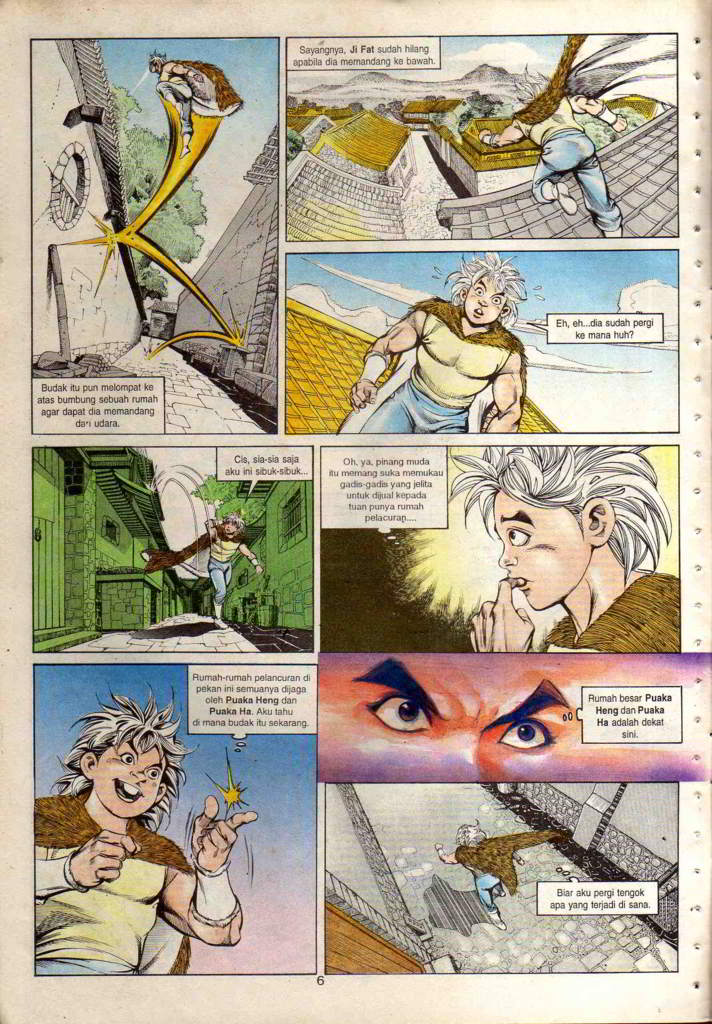 Budak itu pun melompat ke
atas bumbung sebuah rumah
agar dapat dia memandang
dari udara.
Sayangnya, Ji Fat sudah hilang
apabila dia memandang ke bawah.
Eh, eh...dia sudah pergi
ke mana huh?
Cis, sia-sia saja
aku ini sibuk-sibuk...
Oh, ya, pinang muda
itu memang suka memukau
gadis-gadis yang jelita
untuk dijual kepada
tuan punya rumah
pelacuran....
Rumah-rumah pelancuran di
pekan ini semuanya dijaga
oleh Puaka Heng dan
Puaka Ha. Aku tahu
di mana budak itu sekarang.
Rumah besar Puaka
Heng dan Puaka
Ha adalah dekat
sini.
Biar aku pergi tengok
apa yang terjadi di sana.
6